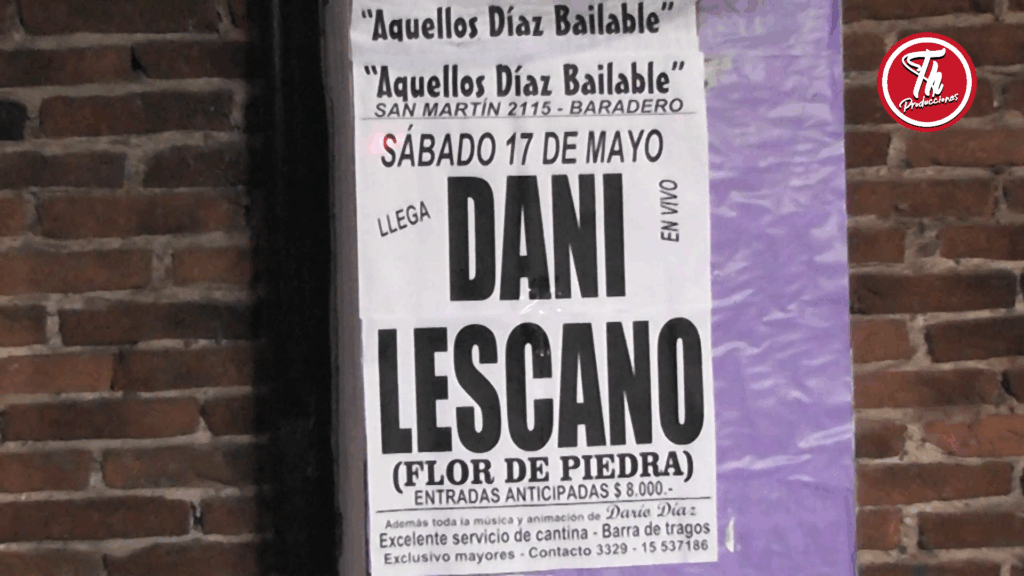 "Aquellos Díaz Bailable"
"Aquellos Díaz Bailable"
SAN MARTÍN 2115 - BARADERO
SÁBADO 17 DE MAYO
LLEGA
DANI
EN VIVO
LESCANO
(FLOR DE PIEDRA)
ENTRADAS ANTICIPADAS $ 8.000.-
Además toda la música y animación de Darío Díaz
Excelente servicio de cantina - Barra de tragos
Exclusivo mayores - Contacto 3329 - 15 537186
Th
Producciones